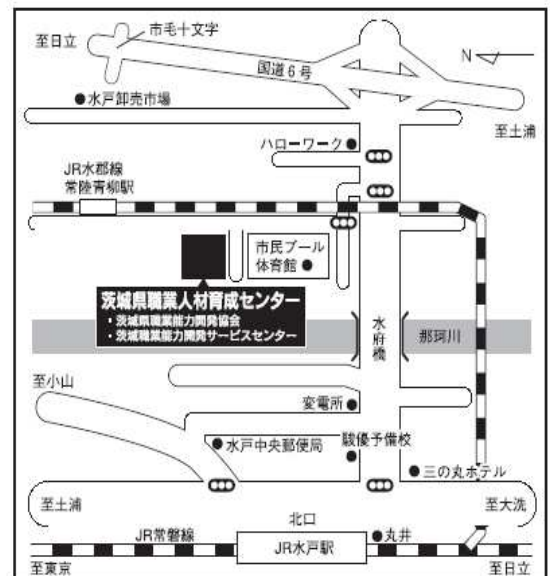 市毛十文字
至日立
国道6号
N
水戸卸売市場
至土浦
ハローワーク
JR水郡線
常陸青柳駅
市民プール
体育館
茨城県職業人材育成センター
・茨城県職業能力開発協会
・茨城職業能力開発サービスセンター
水府橋
那珂川
至小山
変電所
水戸中央郵便局
駿優予備校
三の丸ホテル
至土浦
至大洗
北口
JR常磐線
丸井
JR水戸駅
至東京
至日立